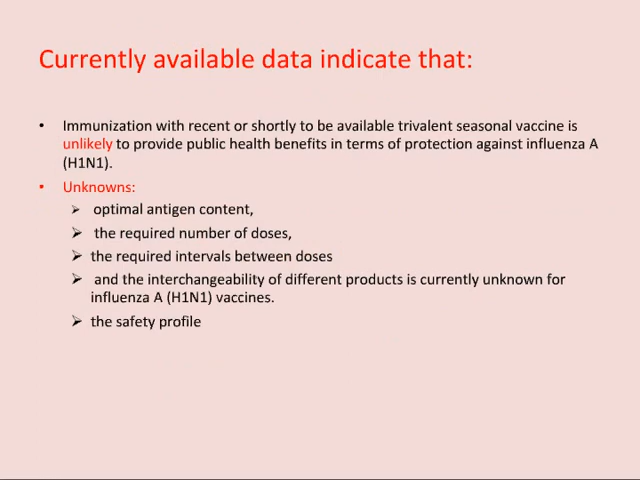 Currently available data indicate that:
• Immunization with recent or shortly to be available trivalent seasonal vaccine is
unlikely to provide public health benefits in terms of protection against influenza A
(H1N1).
• Unknowns:
➢ optimal antigen content,
➢ the required number of doses,
➢ the required intervals between doses
➢ and the interchangeability of different products is currently unknown for
influenza A (H1N1) vaccines.
➢ the safety profile